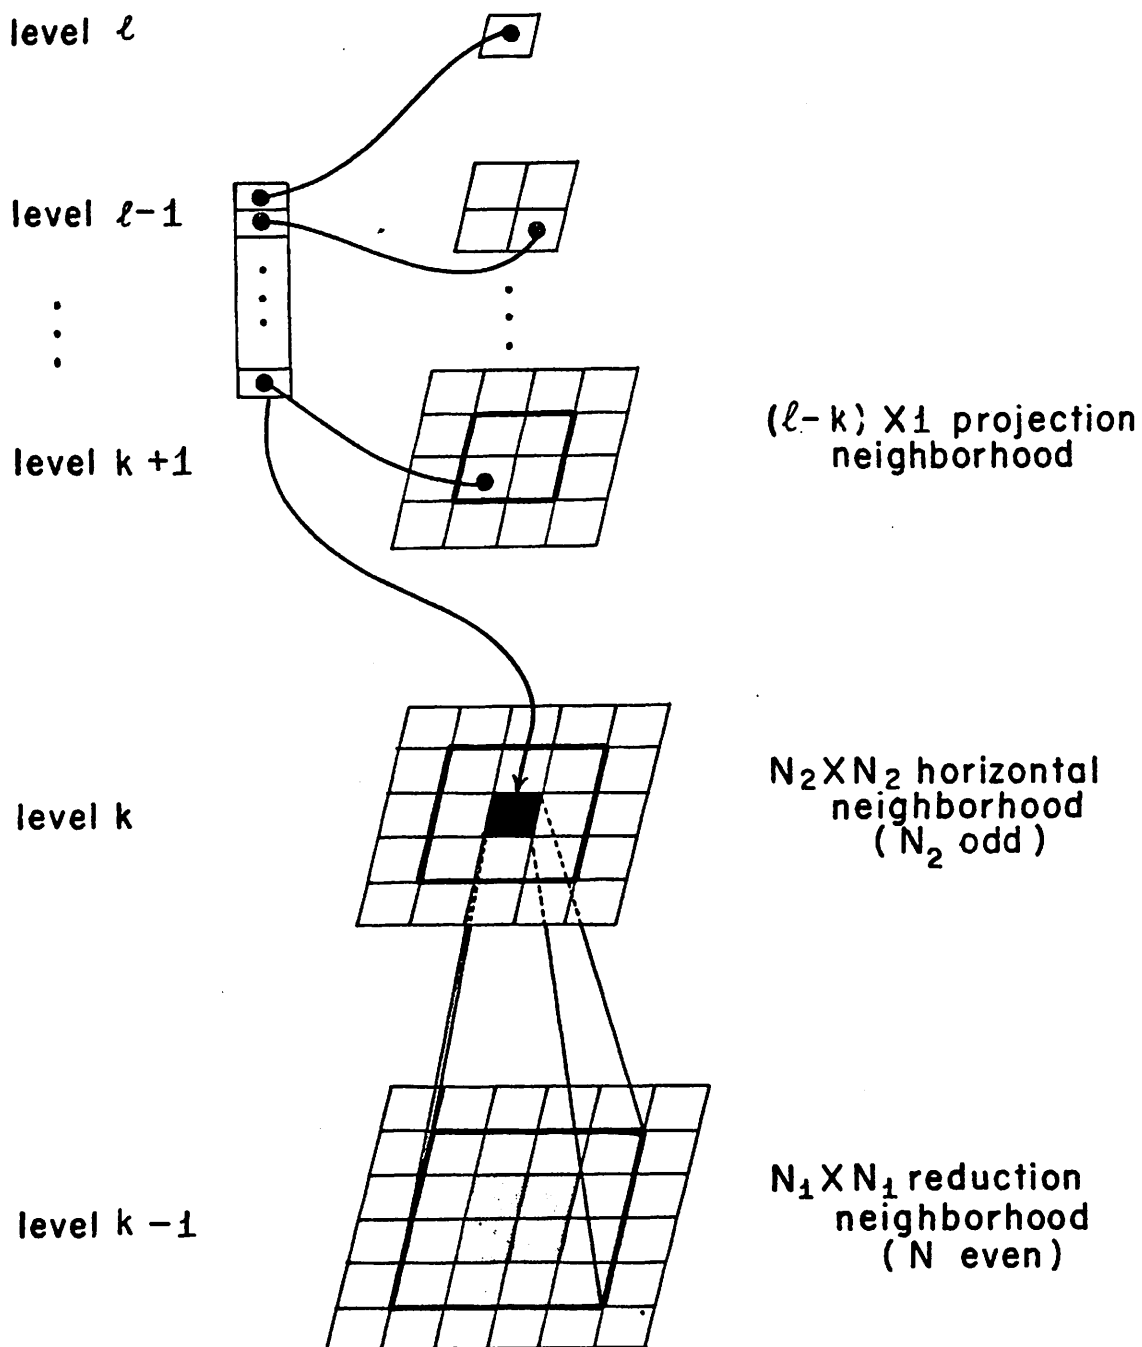 level ℓ
level ℓ-1
(ℓ-k) X1 projection
neighborhood
level k+1
N₂XN₂ horizontal
neighborhood
(N₂ odd)
level k
N₁XN₁ reduction
neighborhood
(N even)
level k-1